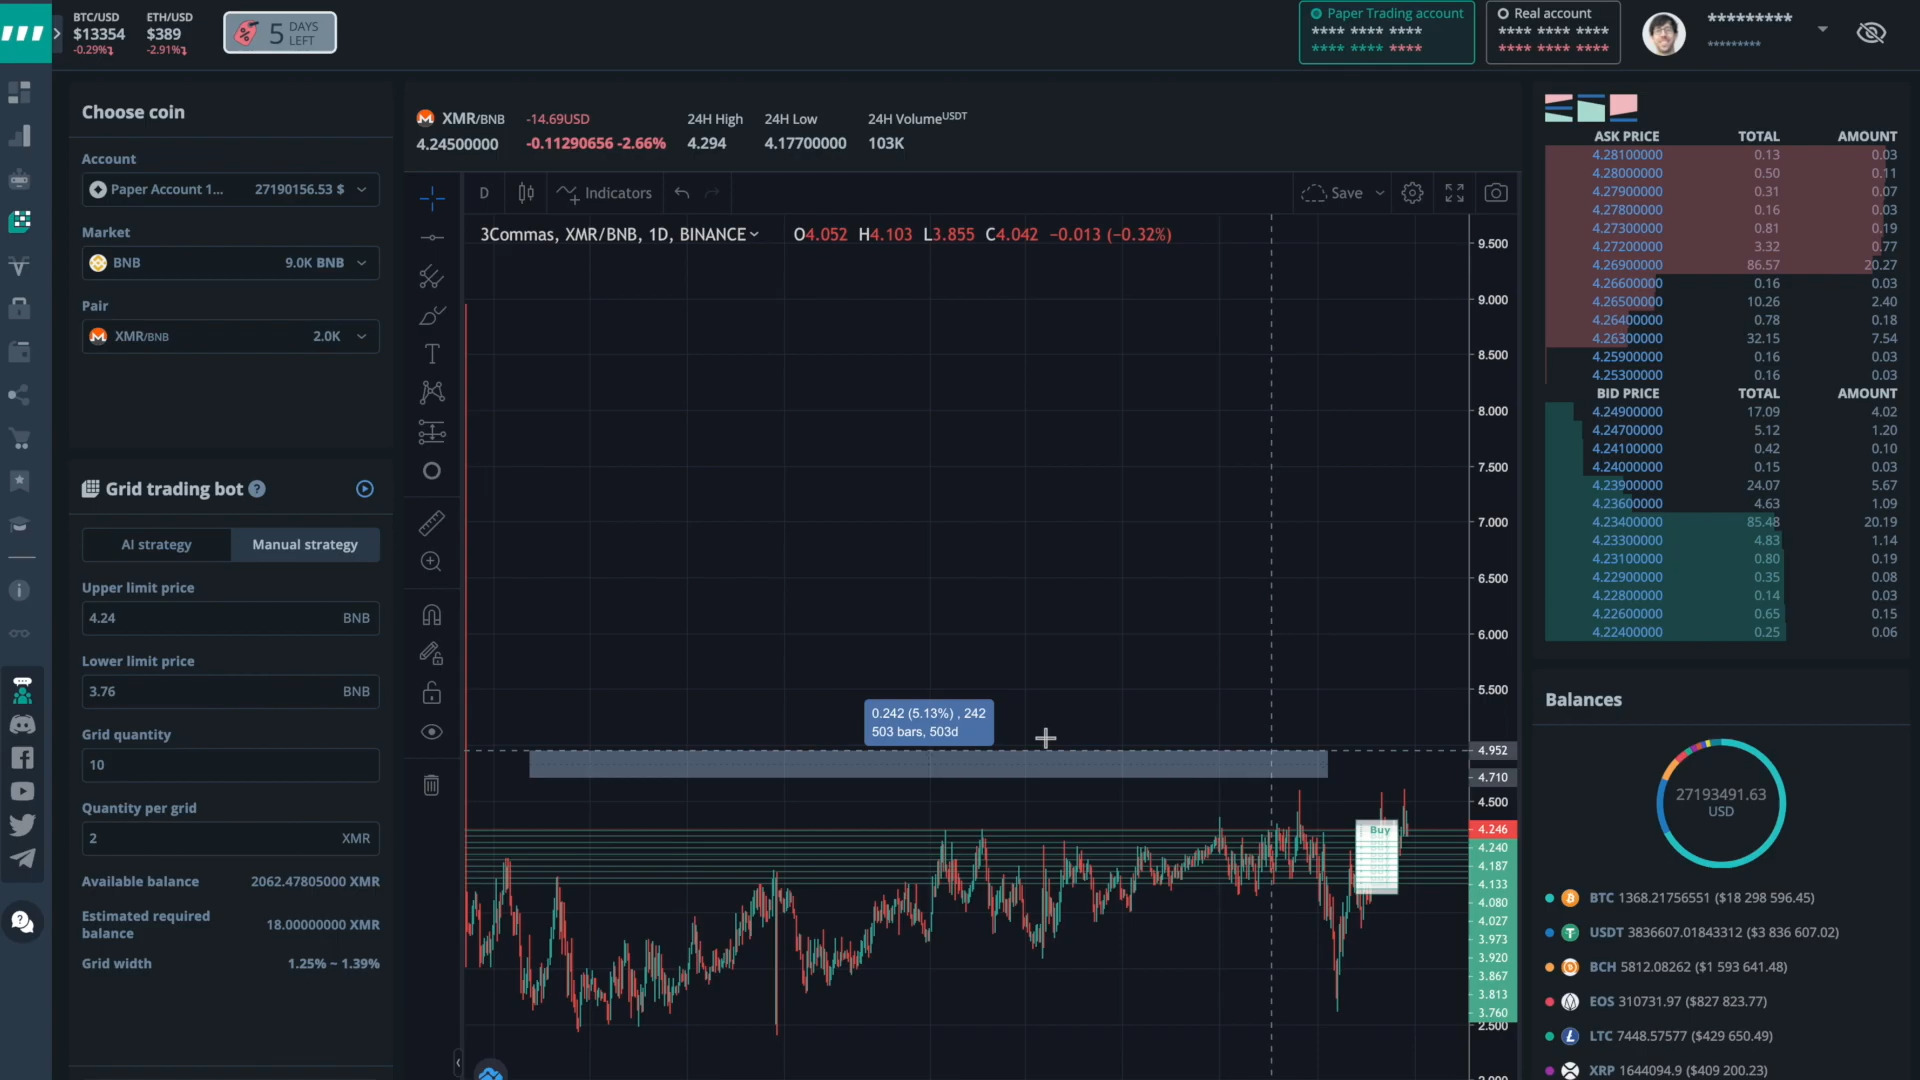 BTC/USD
$13354
-0.29%
ETH/USD
$389
-2.91%
5 DAYS LEFT
Paper Trading account
**** **** ****
**** **** ****
Real account
**** **** ****
**** **** ****
*********
*********
Choose coin
Account
Paper Account 1... 27190156.53 $
Market
BNB 9.0K BNB
Pair
XMR/BNB 2.0K
Grid trading bot
AI strategy Manual strategy
Upper limit price
4.24 BNB
Lower limit price
3.76 BNB
Grid quantity
10
Quantity per grid
2 XMR
Available balance 2062.47805000 XMR
Estimated required balance 18.00000000 XMR
Grid width 1.25% ~ 1.39%
XMR/BNB -14.69USD 24H High 24H Low 24H VolumeUSDT
4.24500000 -0.11290656 -2.66% 4.294 4.17700000 103K
D Indicators Save
3Commas, XMR/BNB, 1D, BINANCE O4.052 H4.103 L3.855 C4.042 −0.013 (−0.32%)
9.500
9.000
8.500
8.000
7.500
7.000
6.500
6.000
5.500
4.952
4.710
4.500
4.246
4.240
4.187
4.133
4.080
4.027
3.973
3.920
3.867
3.813
3.760
2.500
0.242 (5.13%) , 242
503 bars, 503d
Buy
ASK PRICE TOTAL AMOUNT
4.28100000 0.13 0.03
4.28000000 0.50 0.11
4.27900000 0.31 0.07
4.27800000 0.16 0.03
4.27300000 0.81 0.19
4.27200000 3.32 0.77
4.26900000 86.57 20.27
4.26600000 0.16 0.03
4.26500000 10.26 2.40
4.26400000 0.78 0.18
4.26300000 32.15 7.54
4.25900000 0.16 0.03
4.25300000 0.16 0.03
BID PRICE TOTAL AMOUNT
4.24900000 17.09 4.02
4.24700000 5.12 1.20
4.24100000 0.42 0.10
4.24000000 0.15 0.03
4.23900000 24.07 5.67
4.23600000 4.63 1.09
4.23400000 85.48 20.19
4.23300000 4.83 1.14
4.23100000 0.80 0.19
4.22900000 0.35 0.08
4.22800000 0.14 0.03
4.22600000 0.65 0.15
4.22400000 0.25 0.06
Balances
27193491.63
USD
BTC 1368.21756551 ($18 298 596.45)
USDT 3836607.01843312 ($3 836 607.02)
BCH 5812.08262 ($1 593 641.48)
EOS 310731.97 ($827 823.77)
LTC 7448.57577 ($429 650.49)
XRP 1644094.9 ($409 200.23)